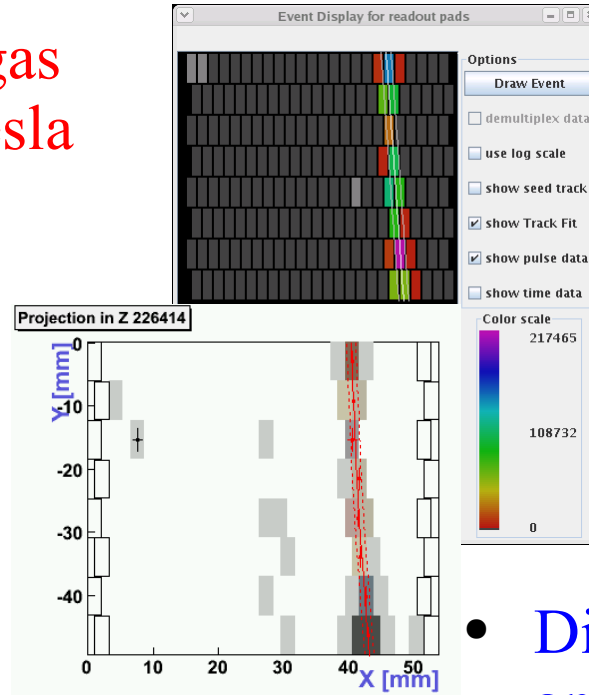 gas
sla
Event Display for readout pads
Options
Draw Event
demultiplex data
use log scale
show seed track
show Track Fit
show pulse data
show time data
Color scale
217465
108732
0
Projection in Z 226414
Y [mm]
0
-10
-20
-30
-40
0 10 20 30 40 50
X [mm]
• Di